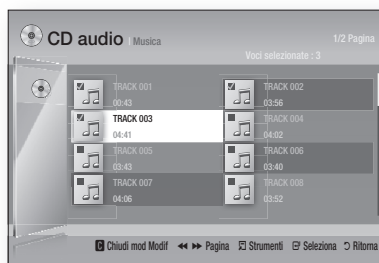 CD audio | Musica
1/2 Pagina
Voci selezionate : 3
TRACK 001
00:43
TRACK 002
03:56
TRACK 003
04:41
TRACK 004
04:02
TRACK 005
03:43
TRACK 006
03:40
TRACK 007
04:06
TRACK 008
03:52
C Chiudi mod Modif Pagina Strumenti Seleziona Ritorna